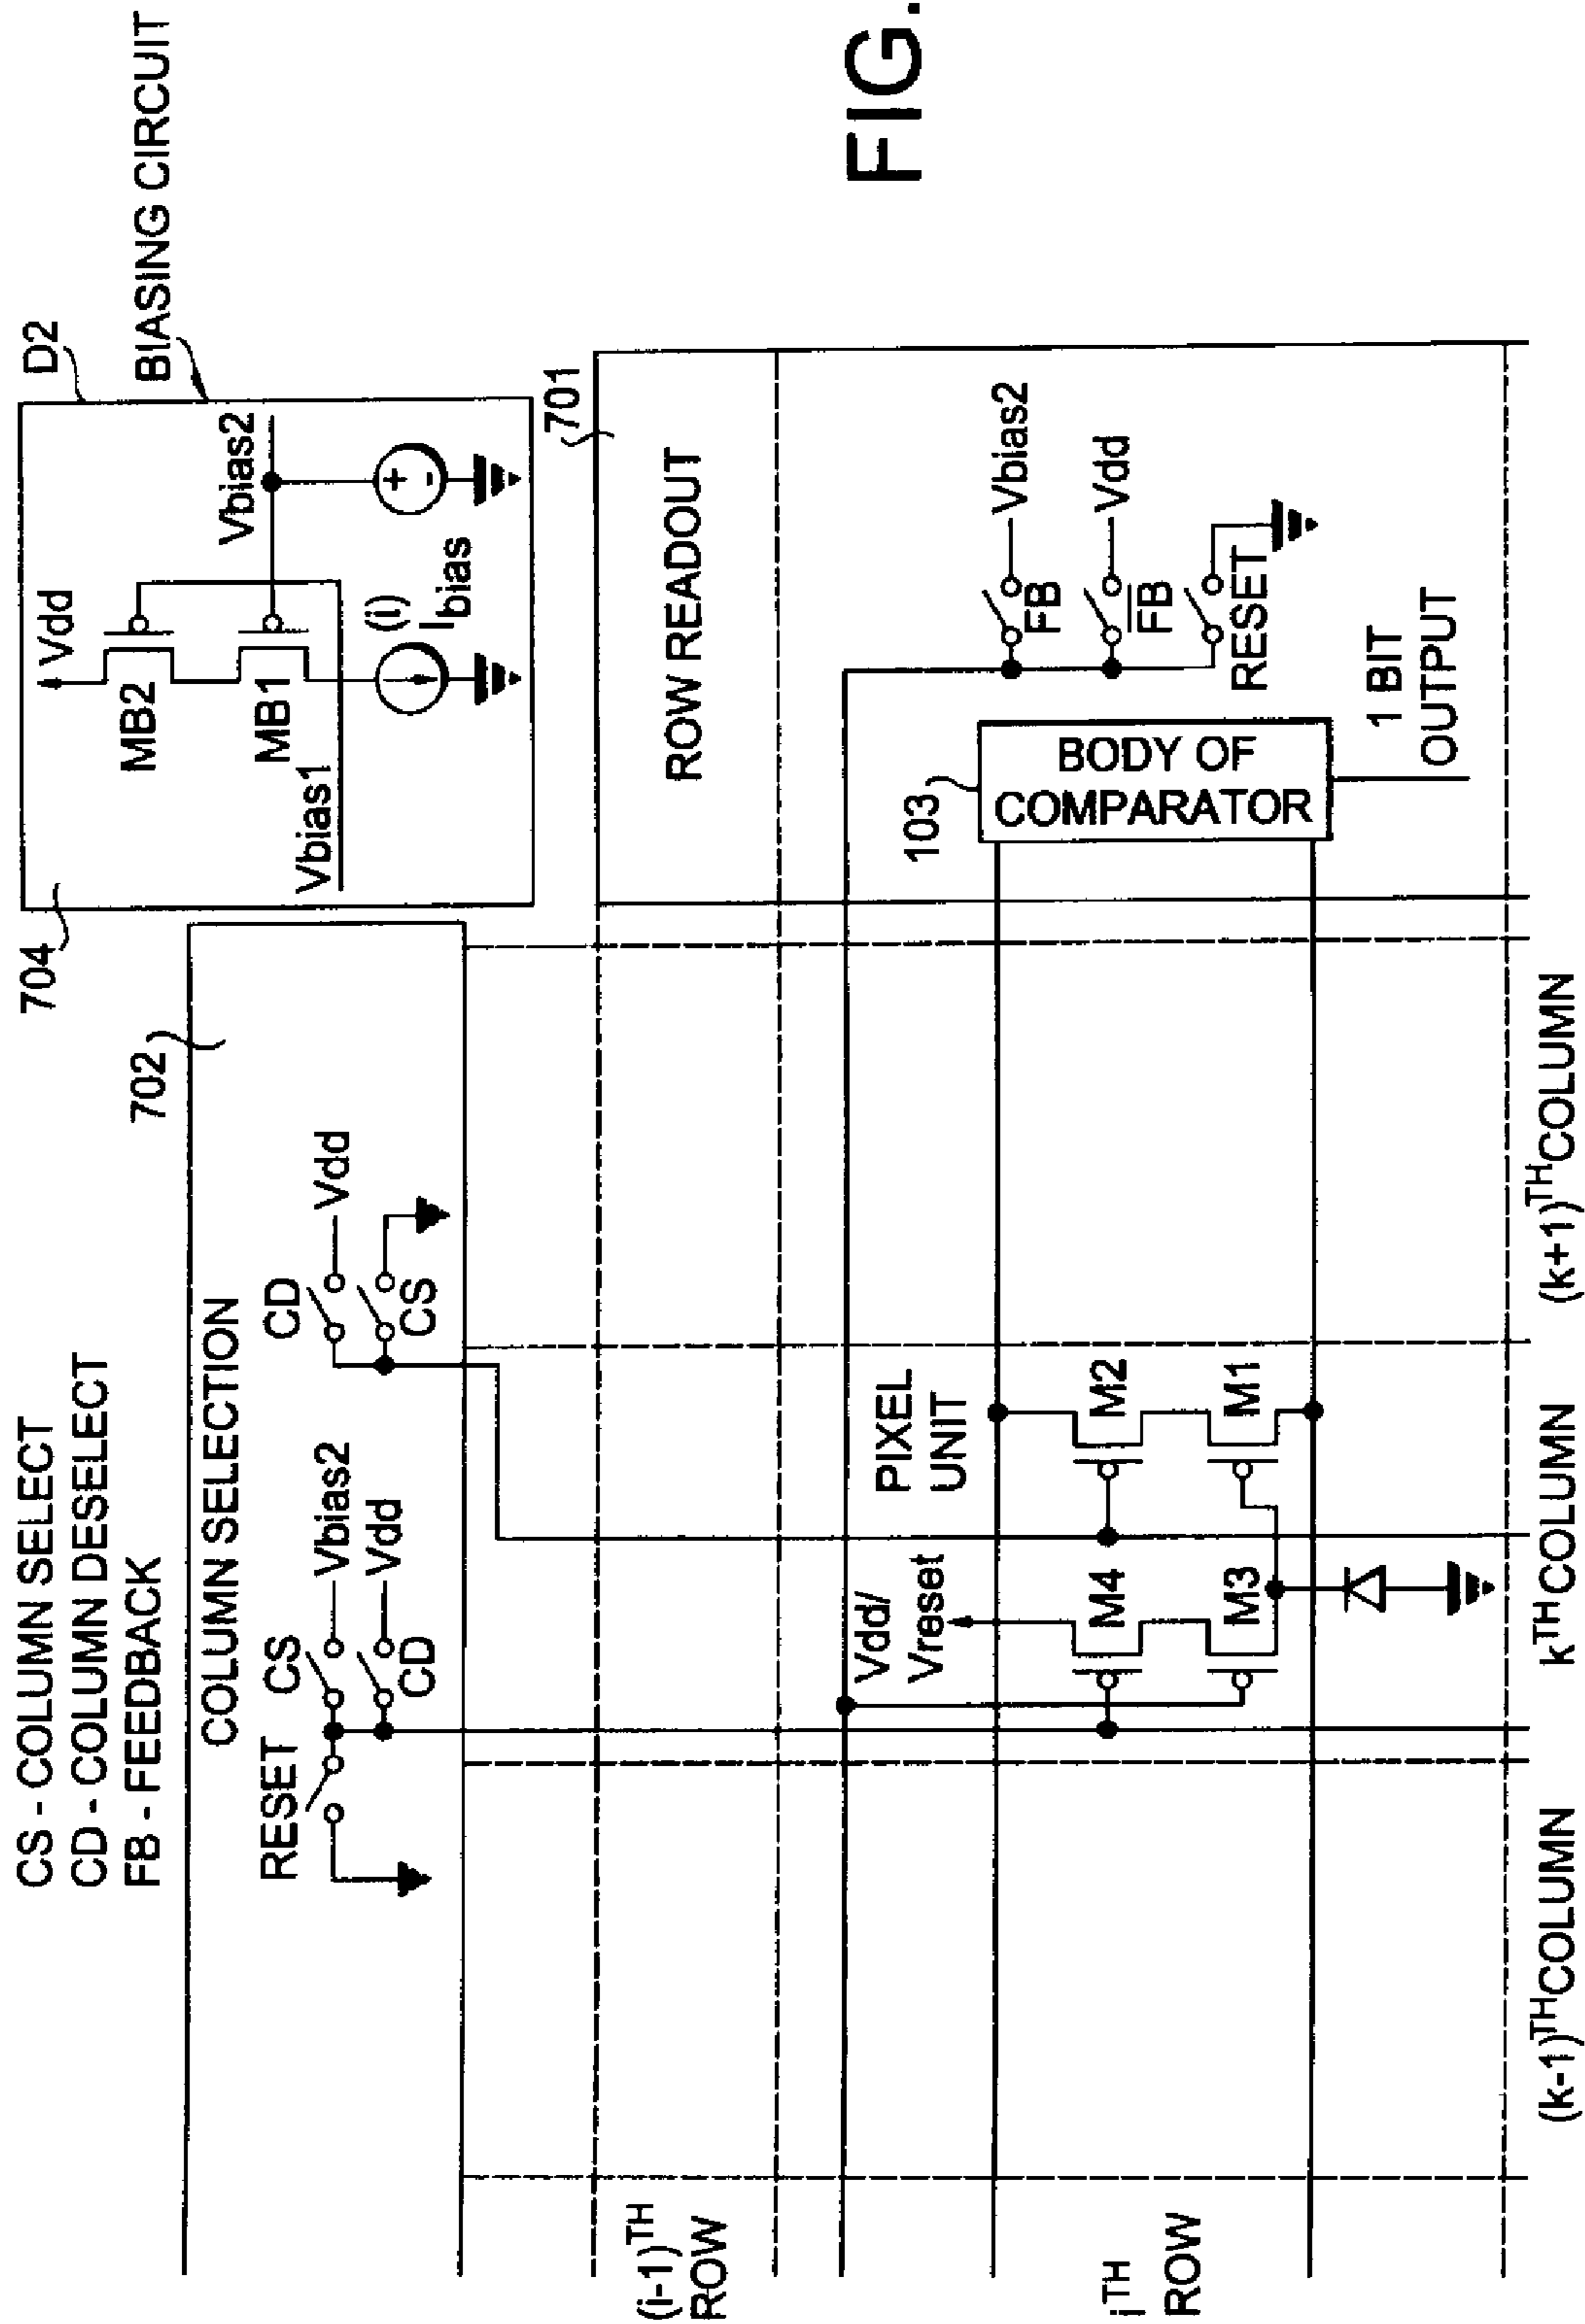 CS - COLUMN SELECT
CD - COLUMN DESELECT
FB - FEEDBACK
704
D2
BIASING CIRCUIT
Vdd
MB2
MB1
Vbias1
Vbias2
(i)
Ibias
+
-
702
COLUMN SELECTION
RESET
CS
CD
Vbias2
Vdd
CD
CS
Vdd
701
ROW READOUT
(i-1)TH
ROW
iTH
ROW
Vdd/
Vreset
M4
M3
PIXEL
UNIT
M2
M1
103
BODY OF
COMPARATOR
1 BIT
OUTPUT
FB
Vbias2
F̅B̅
Vdd
RESET
(k-1)THCOLUMN
kTHCOLUMN
(k+1)THCOLUMN
FIG.